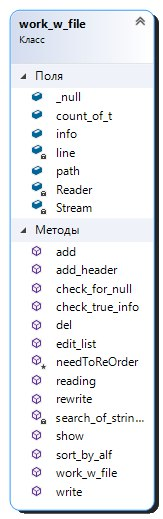 work_w_file
Класс
Поля
_null
count_of_t
info
line
path
Reader
Stream
Методы
add
add_header
check_for_null
check_true_info
del
edit_list
needToReOrder
reading
rewrite
search_of_strin...
show
sort_by_alf
work_w_file
write